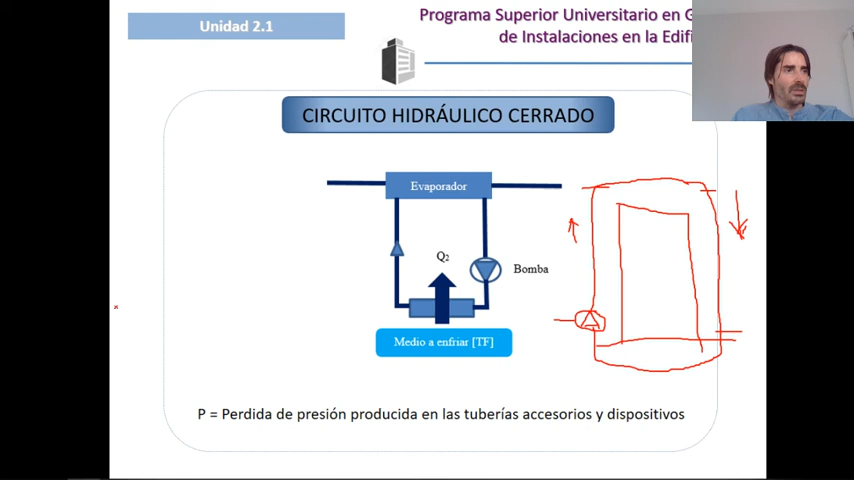 Unidad 2.1
Programa Superior Universitario en G
de Instalaciones en la Edifi
CIRCUITO HIDRÁULICO CERRADO
Evaporador
Q2
Bomba
Medio a enfriar [TF]
P = Perdida de presión producida en las tuberías accesorios y dispositivos